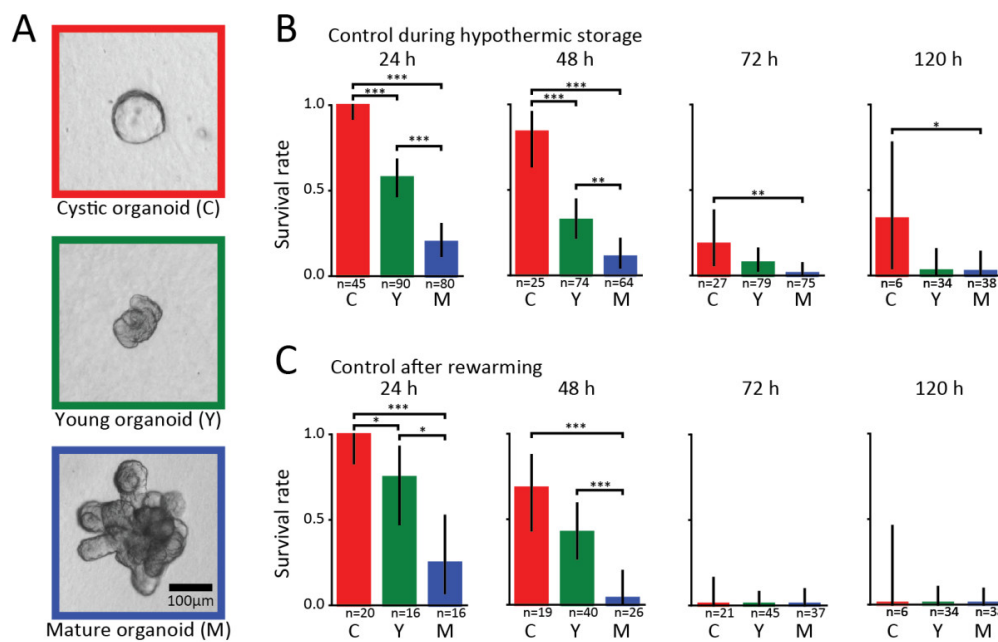 A
Cystic organoid (C)
Young organoid (Y)
100µm
Mature organoid (M)
B
Control during hypothermic storage
24 h
48 h
72 h
120 h
*** *** ***
*** *** **
**
*
Survival rate
1.0
0.5
0.0
n=45 n=90 n=80
C Y M
n=25 n=74 n=64
C Y M
n=27 n=79 n=75
C Y M
n=6 n=34 n=38
C Y M
C
Control after rewarming
24 h
48 h
72 h
120 h
*** * *
*** ***
Survival rate
1.0
0.5
0.0
n=20 n=16 n=16
C Y M
n=19 n=40 n=26
C Y M
n=21 n=45 n=37
C Y M
n=6 n=34
C Y M